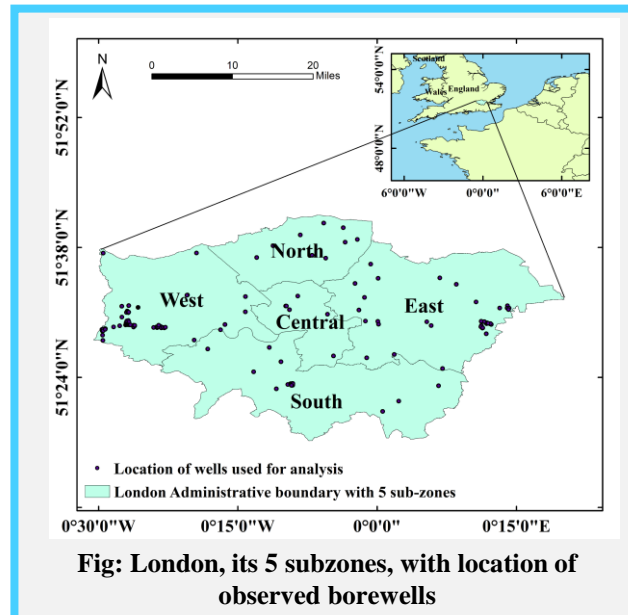 N
0 10 20
Miles
Scotland
Wales England
54°0'0"N
48°0'0"N
6°0'0"W 0°0'0"E 6°0'0"E
51°52'0"N
51°38'0"N
51°24'0"N
North
West
East
Central
South
Location of wells used for analysis
London Administrative boundary with 5 sub-zones
0°30'0"W 0°15'0"W 0°0'0" 0°15'0"E
Fig: London, its 5 subzones, with location of
observed borewells